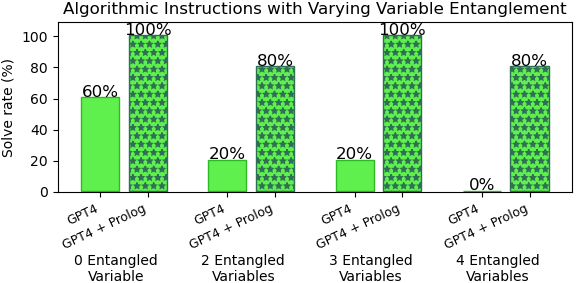 Algorithmic Instructions with Varying Variable Entanglement
Solve rate (%)
100
80
60
40
20
0
60%
100%
20%
80%
20%
100%
0%
80%
GPT4
GPT4 + Prolog
GPT4
GPT4 + Prolog
GPT4
GPT4 + Prolog
GPT4
GPT4 + Prolog
0 Entangled
Variable
2 Entangled
Variables
3 Entangled
Variables
4 Entangled
Variables